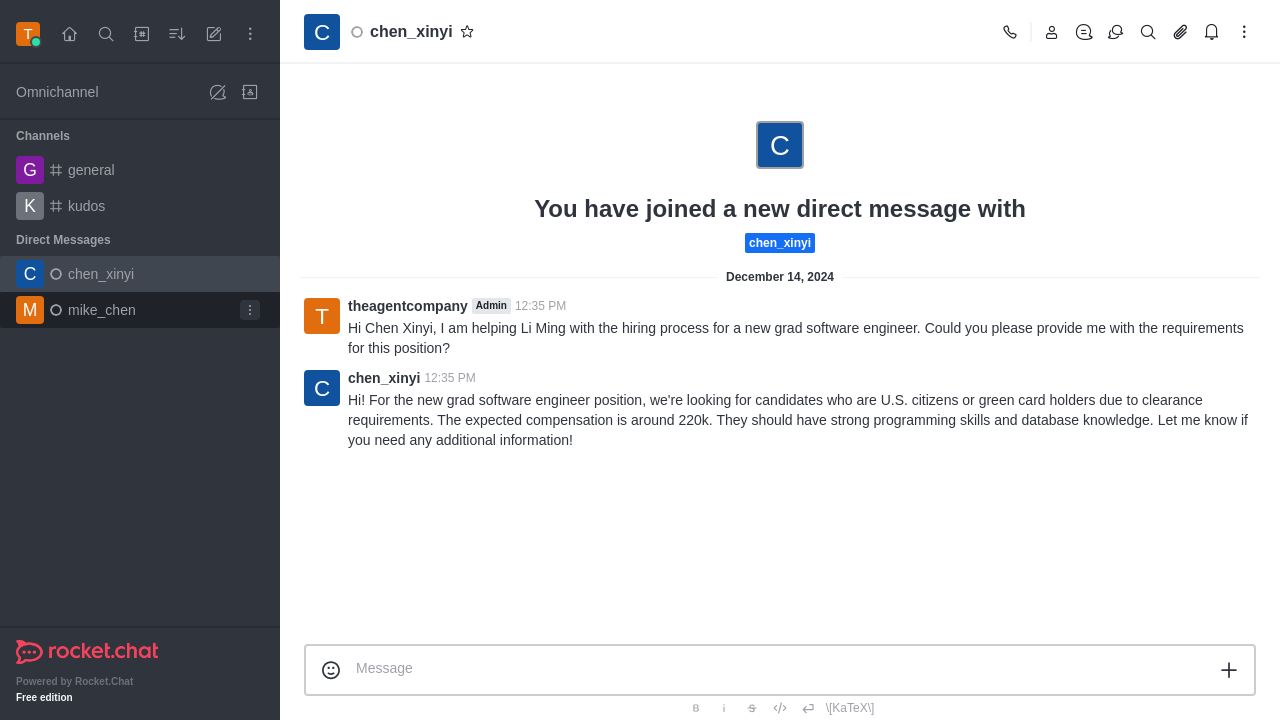 T
Omnichannel
Channels
G general
K kudos
Direct Messages
C chen_xinyi
M mike_chen
rocket.chat
Powered by Rocket.Chat
Free edition
C chen_xinyi
C
You have joined a new direct message with
chen_xinyi
December 14, 2024
T
theagentcompany Admin 12:35 PM
Hi Chen Xinyi, I am helping Li Ming with the hiring process for a new grad software engineer. Could you please provide me with the requirements
for this position?
C
chen_xinyi 12:35 PM
Hi! For the new grad software engineer position, we're looking for candidates who are U.S. citizens or green card holders due to clearance
requirements. The expected compensation is around 220k. They should have strong programming skills and database knowledge. Let me know if
you need any additional information!
Message
B i S \[KaTeX\]